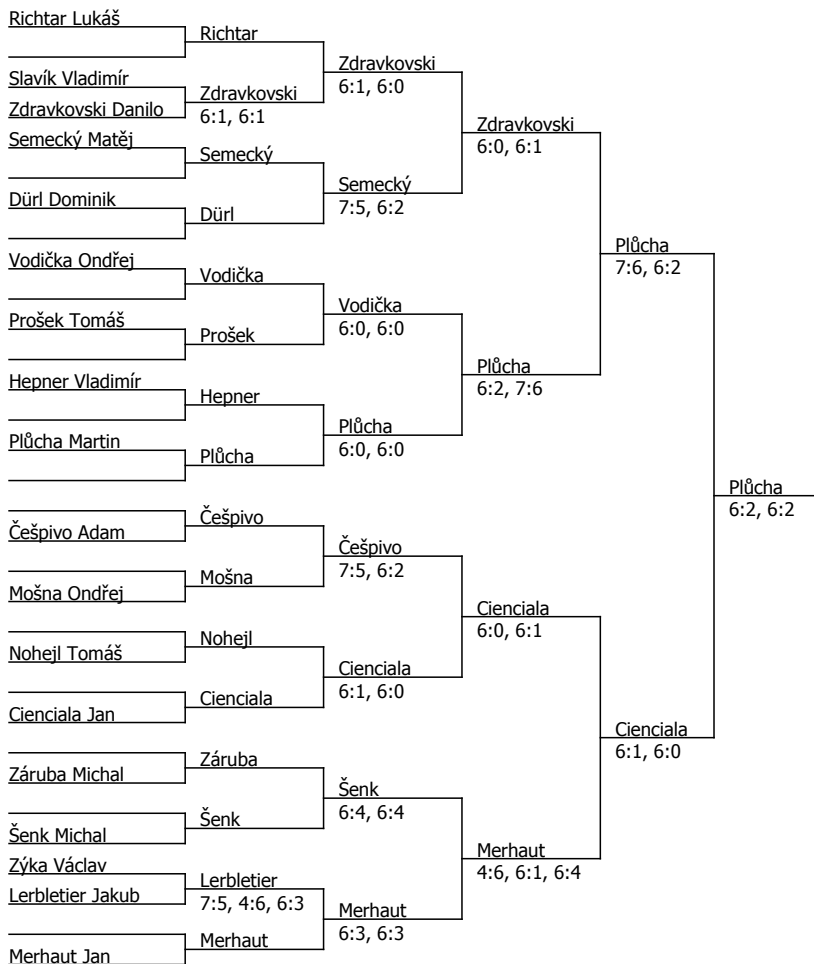 Richtar Lukáš
Slavík Vladimír
Zdravkovski Danilo
Semecký Matěj
Dürl Dominik
Vodička Ondřej
Prošek Tomáš
Hepner Vladimír
Plůcha Martin
Češpivo Adam
Mošna Ondřej
Nohejl Tomáš
Cienciala Jan
Záruba Michal
Šenk Michal
Zýka Václav
Lerbletier Jakub
Merhaut Jan
Richtar
Zdravkovski
6:1, 6:1
Semecký
Dürl
Vodička
Prošek
Hepner
Plůcha
Češpivo
Mošna
Nohejl
Cienciala
Záruba
Šenk
Lerbletier
7:5, 4:6, 6:3
Merhaut
Zdravkovski
6:1, 6:0
Semecký
7:5, 6:2
Vodička
6:0, 6:0
Plůcha
6:0, 6:0
Češpivo
7:5, 6:2
Cienciala
6:1, 6:0
Šenk
6:4, 6:4
Merhaut
6:3, 6:3
Zdravkovski
6:0, 6:1
Plůcha
6:2, 7:6
Cienciala
6:0, 6:1
Merhaut
4:6, 6:1, 6:4
Plůcha
7:6, 6:2
Cienciala
6:1, 6:0
Plůcha
6:2, 6:2